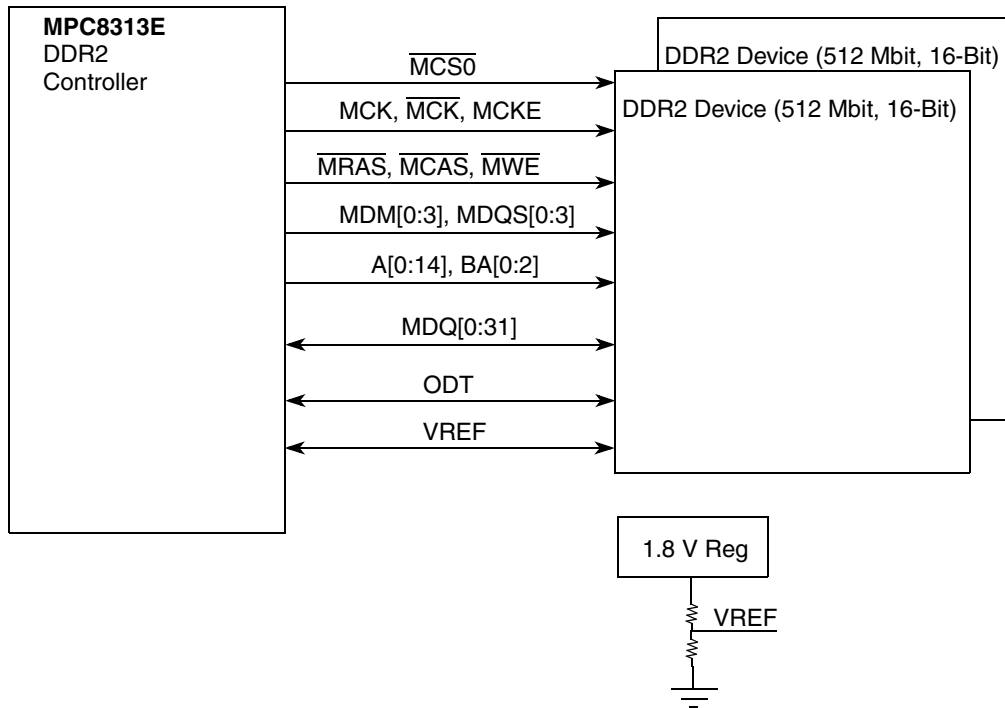 MPC8313E
DDR2
Controller
MCS0
MCK, MCK, MCKE
MRAS, MCAS, MWE
MDM[0:3], MDQS[0:3]
A[0:14], BA[0:2]
MDQ[0:31]
ODT
VREF
DDR2 Device (512 Mbit, 16-Bit)
DDR2 Device (512 Mbit, 16-Bit)
1.8 V Reg
VREF